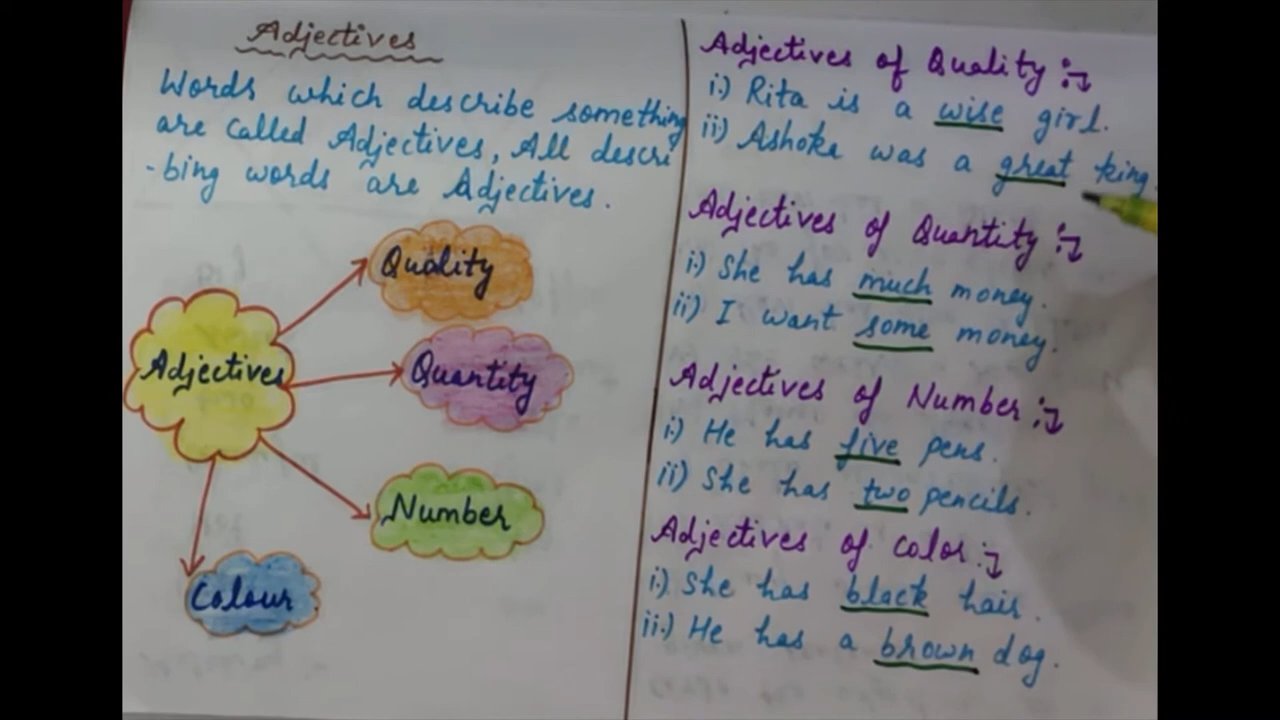 Adjectives
Words which describe something
are called Adjectives, All descri
-bing words are Adjectives.
Quality
Adjectives
Quantity
Number
Colour
Adjectives of Quality :↴
i.) Rita is a wise girl.
ii) Ashoke was a great king.
Adjectives of Quantity :↴
i.) She has much money.
ii) I want some money.
Adjectives of Number :↴
i.) He has five pens.
ii) She has two pencils.
Adjectives of color :↴
i.) She has black hair.
ii.) He has a brown dog.